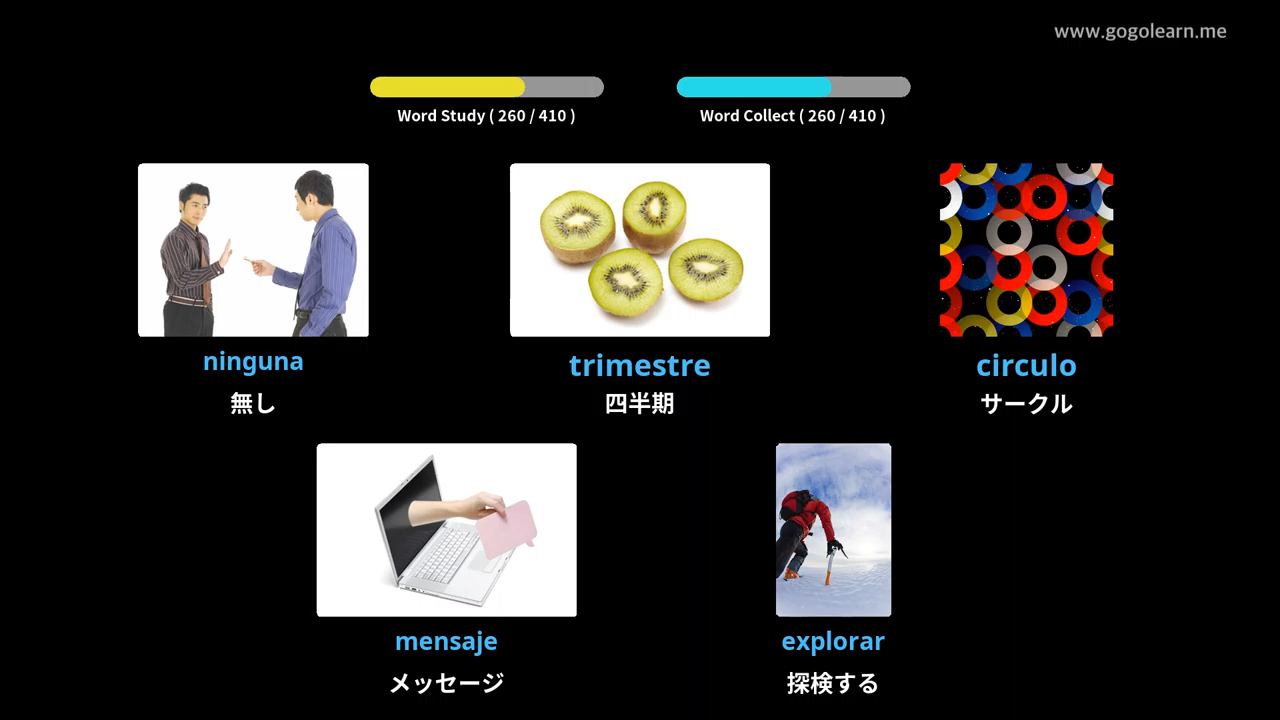 www.gogolearn.me
Word Study ( 260 / 410 )
Word Collect ( 260 / 410 )
ninguna
無し
trimestre
四半期
circulo
サークル
mensaje
メッセージ
explorar
探検する